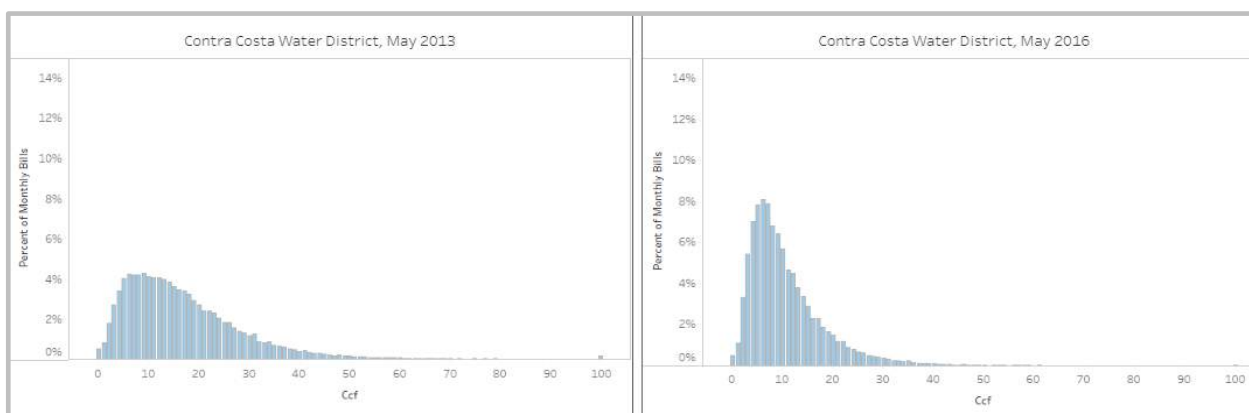 Contra Costa Water District, May 2013
Percent of Monthly Bills
14%
12%
10%
8%
6%
4%
2%
0%
0 10 20 30 40 50 60 70 80 90 100
Ccf
Contra Costa Water District, May 2016
Percent of Monthly Bills
14%
12%
10%
8%
6%
4%
2%
0%
0 10 20 30 40 50 60 70 80 90 100
Ccf